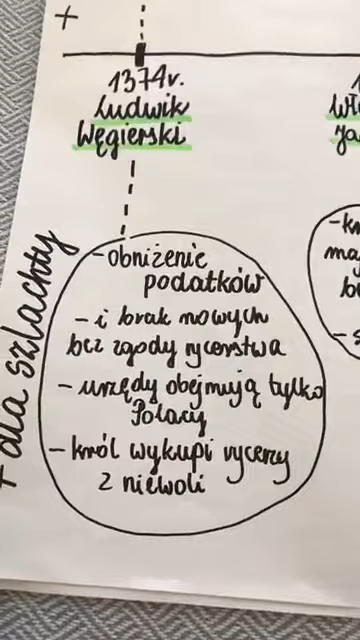 +
1374r.
Ludwik
Węgierski
+ dla szlachty
- obniżenie
podatków
- i brak nowych
bez zgody rycerstwa
- urzędy obejmują tylko
Polacy
- król wykupi rycerzy
z niewoli